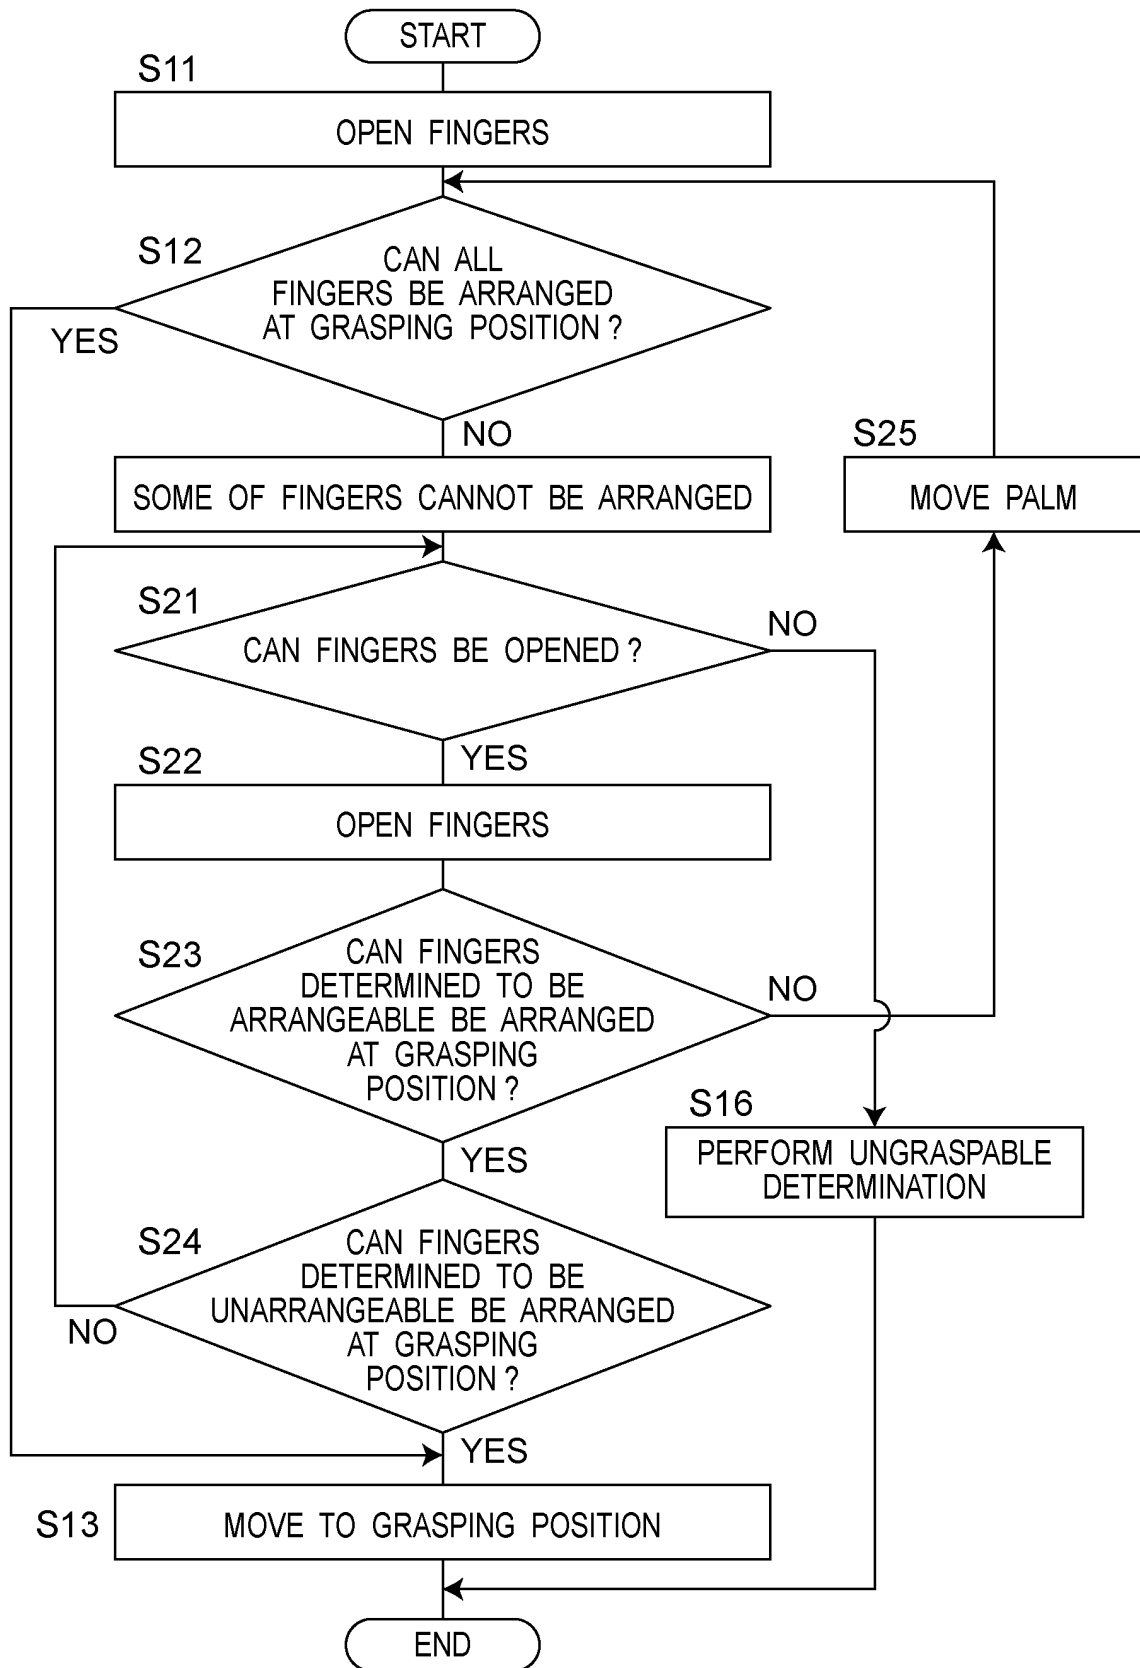 START
S11
OPEN FINGERS
S12
CAN ALL
FINGERS BE ARRANGED
AT GRASPING POSITION?
YES
NO
SOME OF FINGERS CANNOT BE ARRANGED
S25
MOVE PALM
S21
CAN FINGERS BE OPENED?
NO
YES
S22
OPEN FINGERS
S23
CAN FINGERS
DETERMINED TO BE
ARRANGEABLE BE ARRANGED
AT GRASPING
POSITION?
NO
YES
S16
PERFORM UNGRASPABLE
DETERMINATION
S24
CAN FINGERS
DETERMINED TO BE
UNARRANGEABLE BE ARRANGED
AT GRASPING
POSITION?
NO
YES
S13
MOVE TO GRASPING POSITION
END